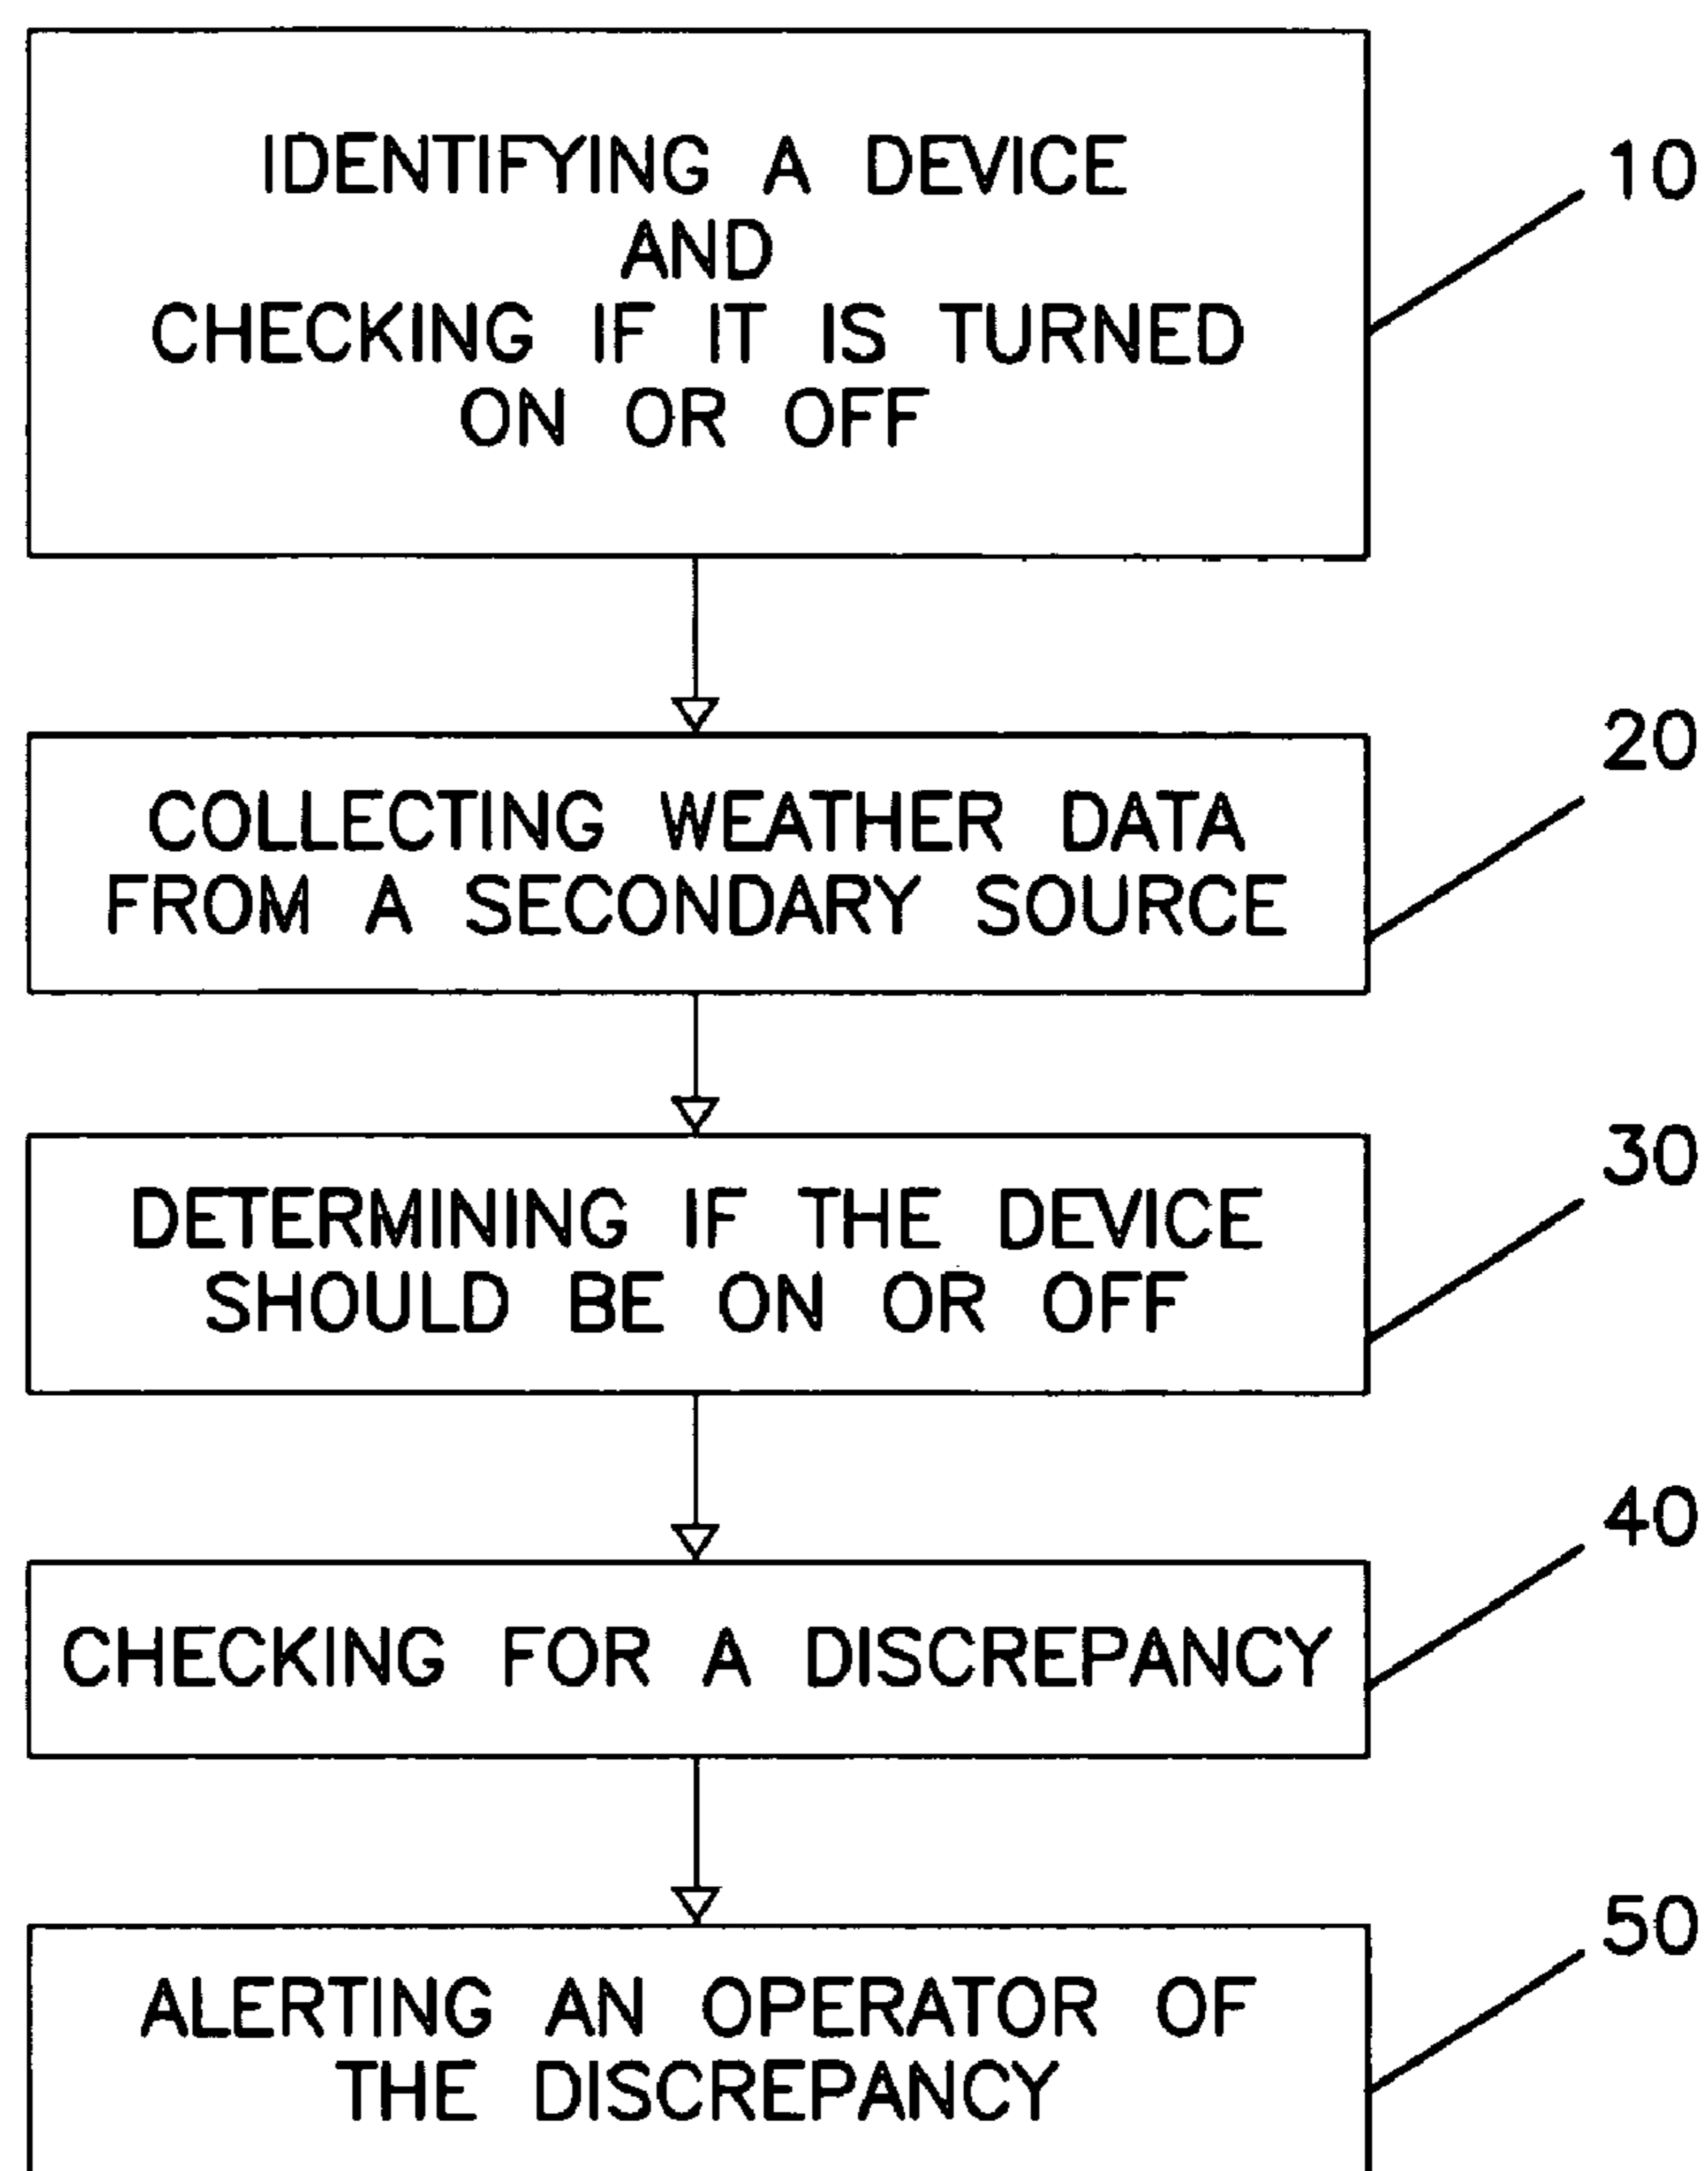 IDENTIFYING A DEVICE
AND
CHECKING IF IT IS TURNED
ON OR OFF
10
COLLECTING WEATHER DATA
FROM A SECONDARY SOURCE
20
DETERMINING IF THE DEVICE
SHOULD BE ON OR OFF
30
CHECKING FOR A DISCREPANCY
40
ALERTING AN OPERATOR OF
THE DISCREPANCY
50